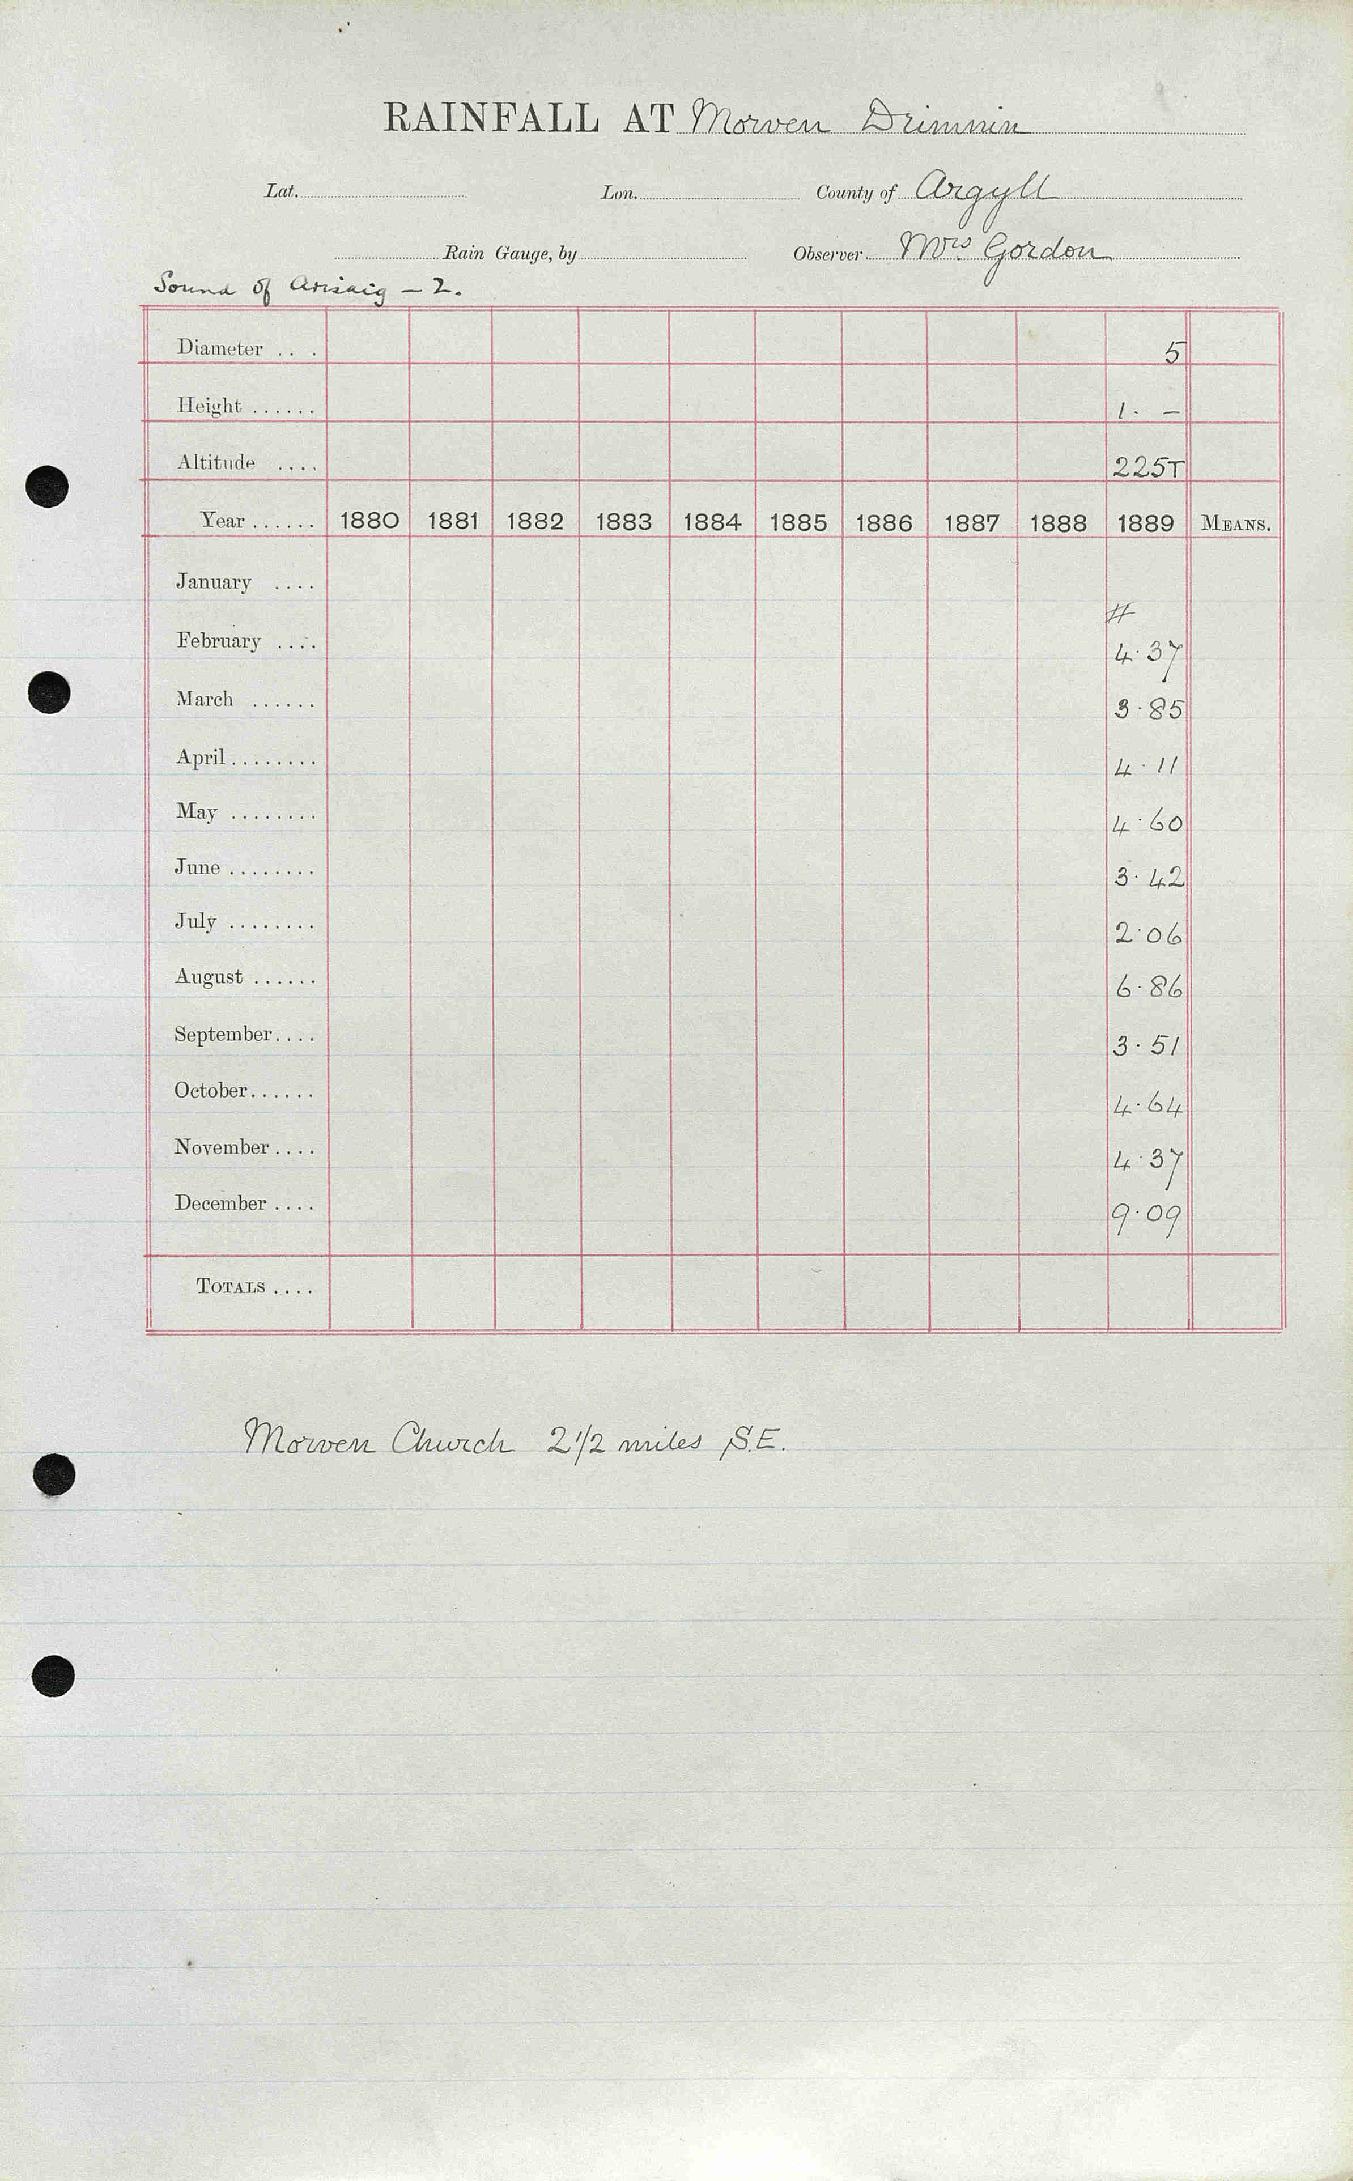 RAINFALL AT Morven Drimnin
Lat. Lon. County of Argyll
Rain Gauge, by Observer Mrs Gordon
Sound of Arisaig – 2.
Diameter . . . 5
Height ...... 1. –
Altitude .... 225T
Year ...... 1880 1881 1882 1883 1884 1885 1886 1887 1888 1889 MEANS.
January ....
#
February .... 4.37
March ...... 3.85
April ........ 4.11
May ........ 4.60
June ........ 3.42
July ........ 2.06
August ...... 6.86
September.... 3.51
October...... 4.64
November.... 4.37
December .... 9.09
TOTALS ....
Morven Church 2 1/2 miles S.E.